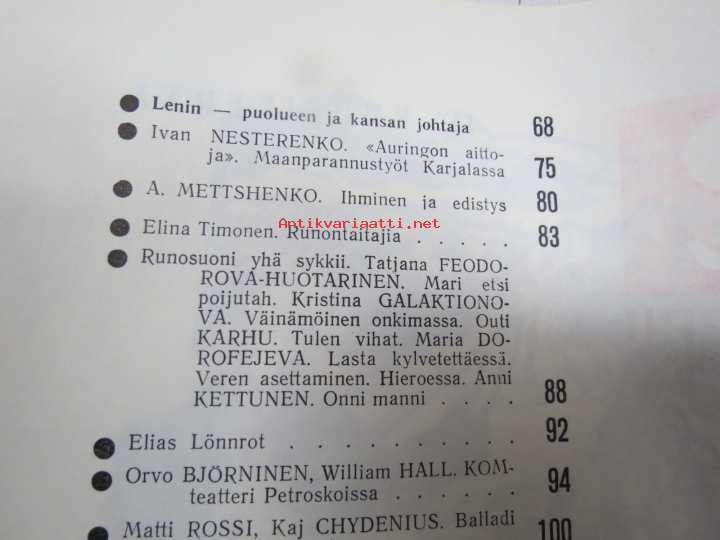 ● Lenin — puolueen ja kansan johtaja 68
● Ivan NESTERENKO. «Auringon aitto-
ja». Maanparannustyöt Karjalassa 75
● A. METTSHENKO. Ihminen ja edistys 80
Antikvariaatti.net
● Elina Timonen. Runontaitajia . . . . . 83
● Runosuoni yhä sykkii. Tatjana FEODO-
ROVA-HUOTARINEN. Mari etsi
poijutah. Kristina GALAKTIONO-
VA. Väinämöinen onkimassa. Outi
KARHU. Tulen vihat. Maria DO-
ROFEJEVA. Lasta kylvetettäessä.
Veren asettaminen. Hieroessa. Anni
KETTUNEN. Onni manni . . . . 88
● Elias Lönnrot . . . . . . . . . . 92
● Orvo BJÖRNINEN, William HALL. KOM-
teatteri Petroskoissa . . . . . . 94
● Matti ROSSI, Kaj CHYDENIUS. Balladi
100